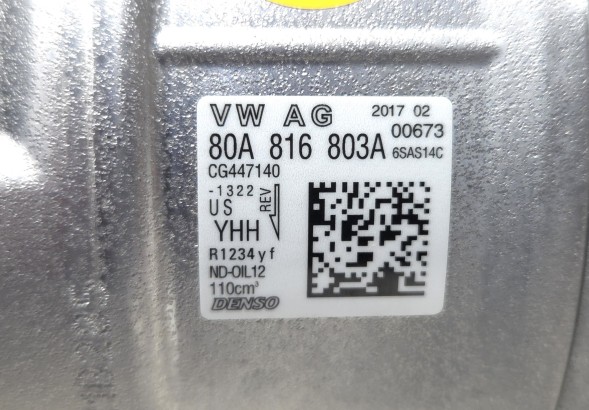 VW AG 2017 02
00673
80A 816 803A 6SAS14C
CG447140
-1322
US REV
YHH
R1234yf
ND-OIL12
110cm³
DENSO